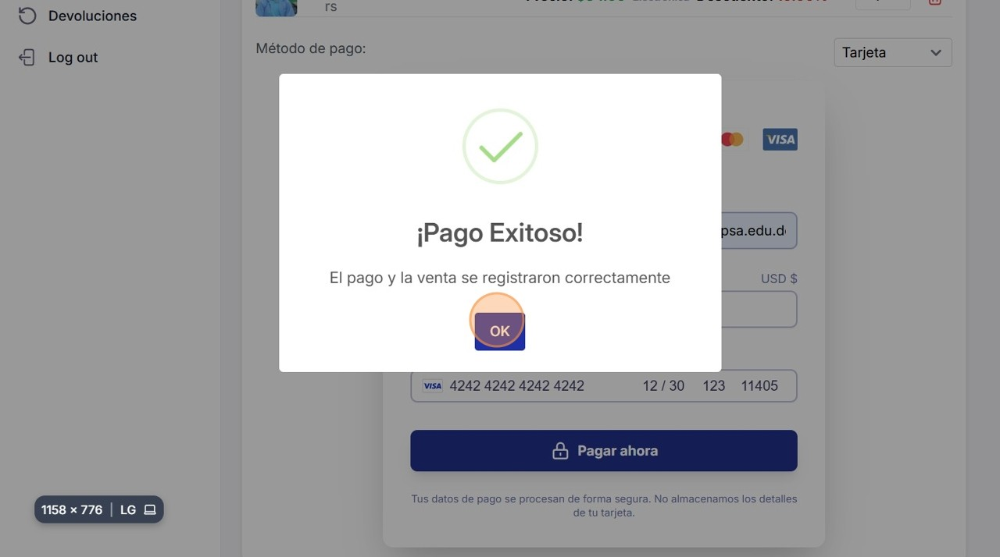 Devoluciones
rs
Log out
Método de pago:
Tarjeta
VISA
¡Pago Exitoso!
psa.edu.d
El pago y la venta se registraron correctamente
USD $
OK
VISA 4242 4242 4242 4242 12 / 30 123 11405
Pagar ahora
Tus datos de pago se procesan de forma segura. No almacenamos los detalles
de tu tarjeta.
1158 × 776 | LG